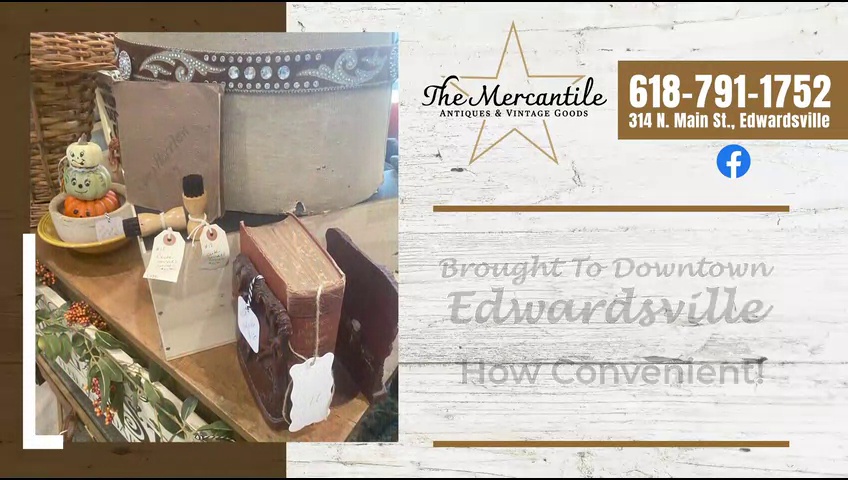 The Mercantile
ANTIQUES & VINTAGE GOODS
618-791-1752
314 N. Main St., Edwardsville
Brought To Downtown
Edwardsville
How Convenient!